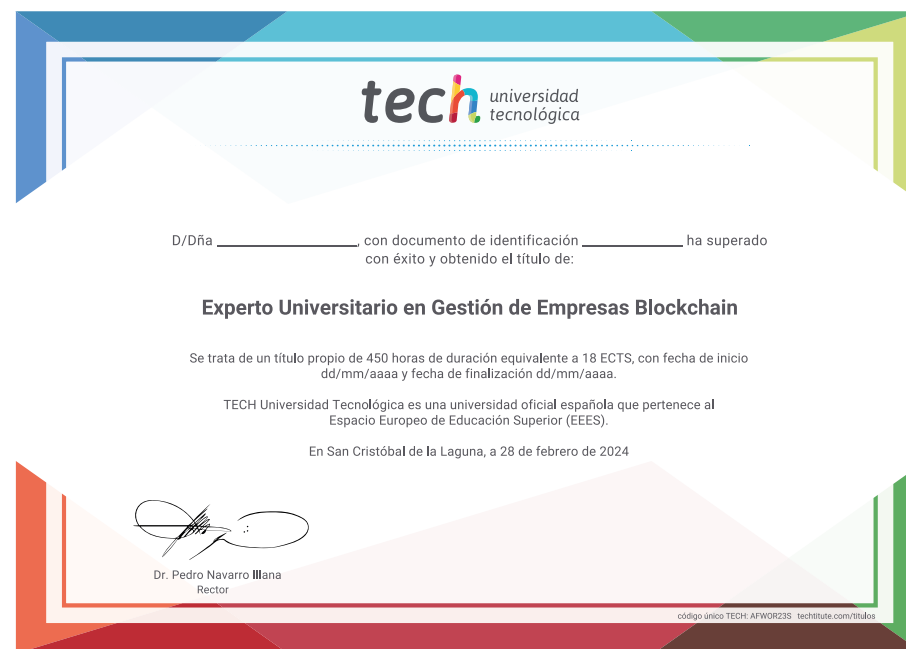 tech universidad
tecnológica
D/Dña ______________, con documento de identificación __________ ha superado
con éxito y obtenido el título de:
Experto Universitario en Gestión de Empresas Blockchain
Se trata de un título propio de 450 horas de duración equivalente a 18 ECTS, con fecha de inicio
dd/mm/aaaa y fecha de finalización dd/mm/aaaa.
TECH Universidad Tecnológica es una universidad oficial española que pertenece al
Espacio Europeo de Educación Superior (EEES).
En San Cristóbal de la Laguna, a 28 de febrero de 2024
Dr. Pedro Navarro Illana
Rector
código único TECH: AFWOR23S techtitute.com/titulos